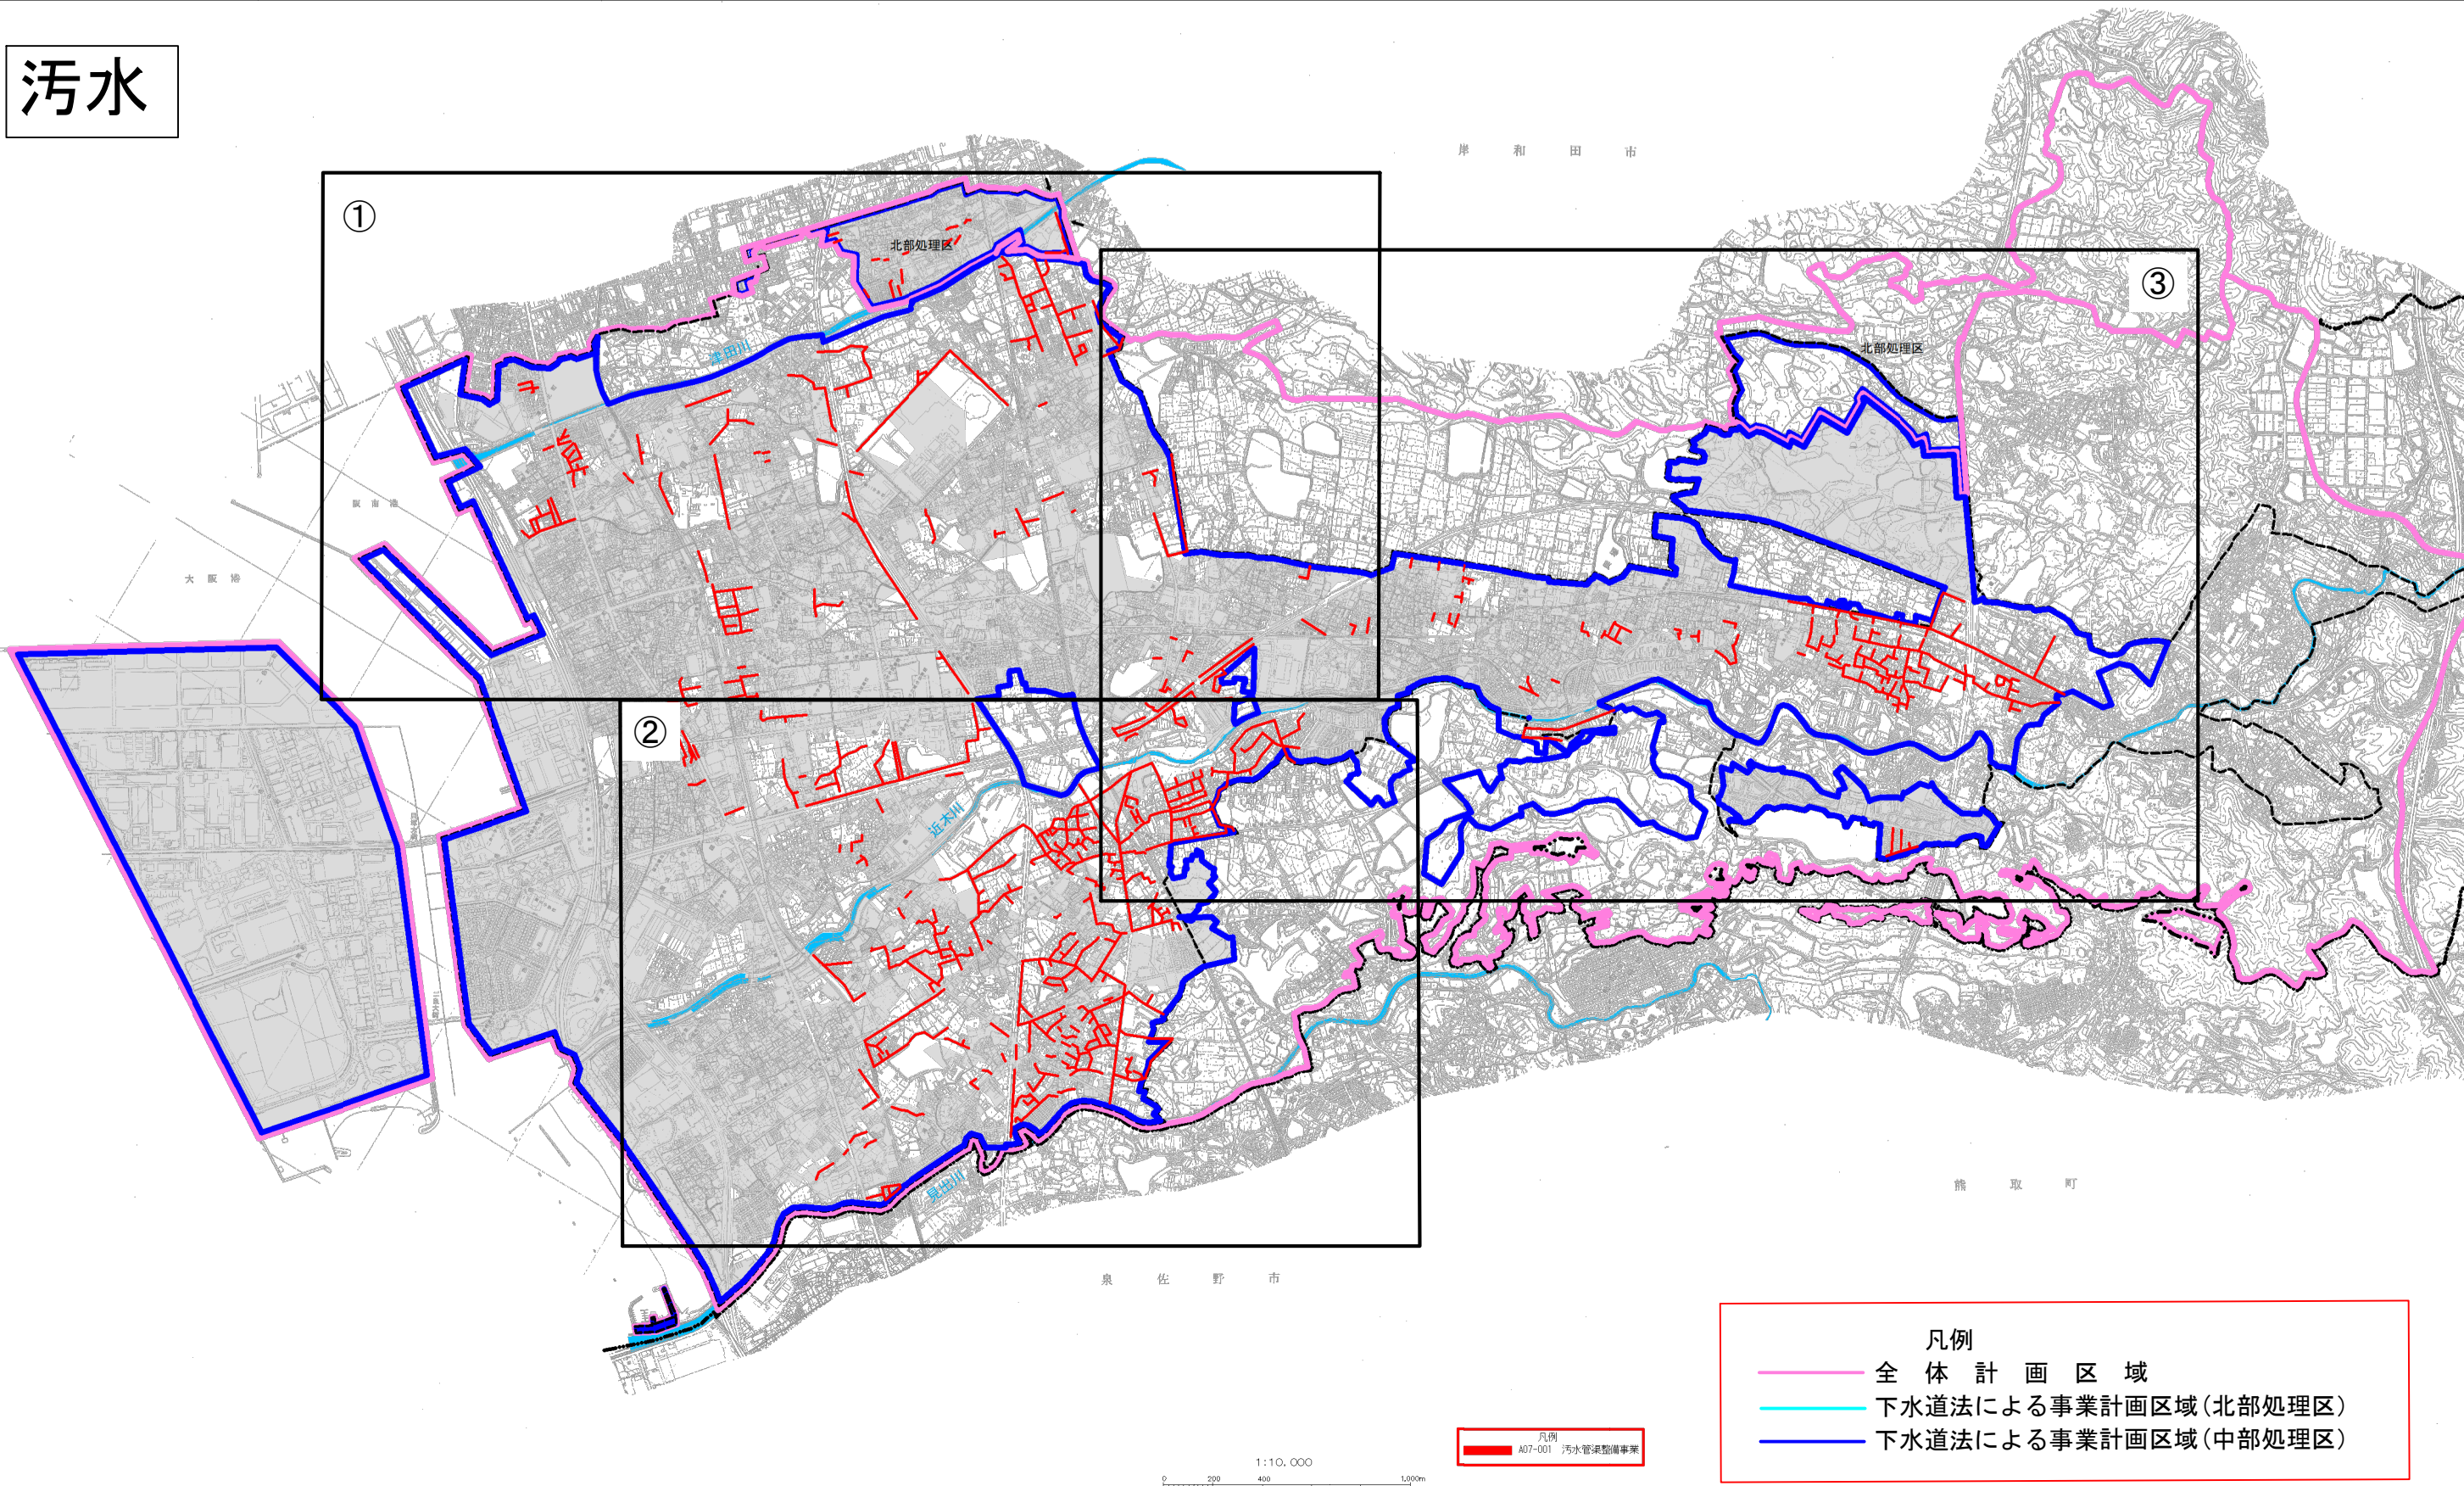 汚水
岸和田市
①
北部処理区
③
北部処理区
津田川
阪南港
大阪港
②
近木川
見出川
熊取町
泉佐野市
凡例
全体計画区域
下水道法による事業計画区域(北部処理区)
下水道法による事業計画区域(中部処理区)
凡例
A07-001 汚水管渠整備事業
1:10,000
0 200 400 1,000m